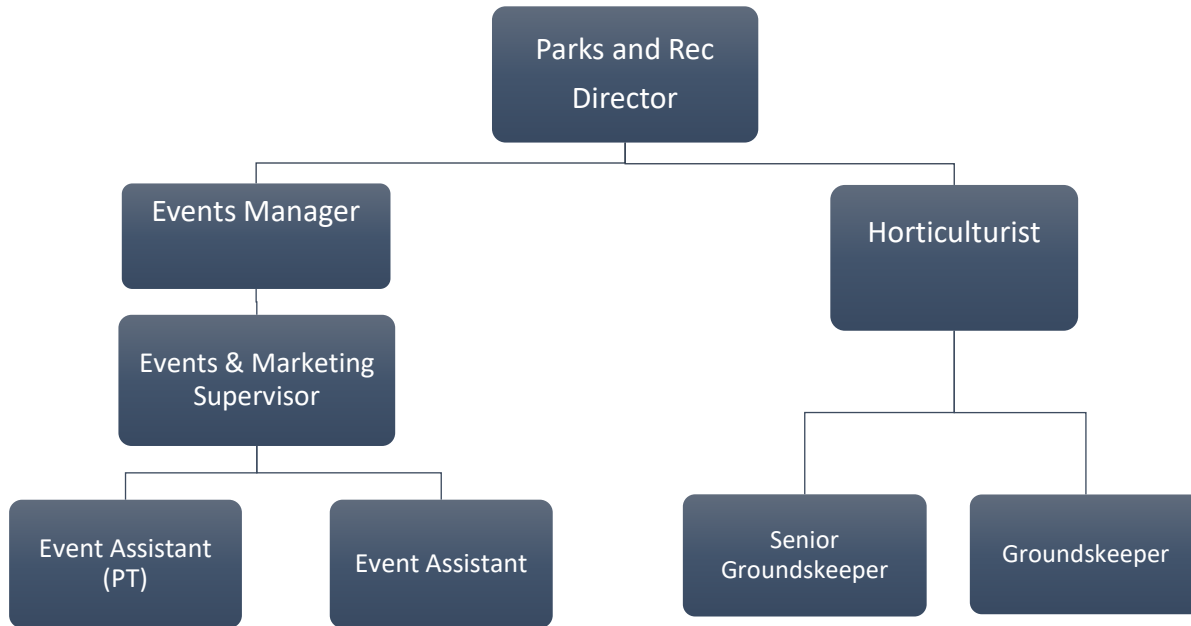 Parks and Rec
Director
Events Manager
Horticulturist
Events & Marketing
Supervisor
Event Assistant
(PT)
Event Assistant
Senior
Groundskeeper
Groundskeeper